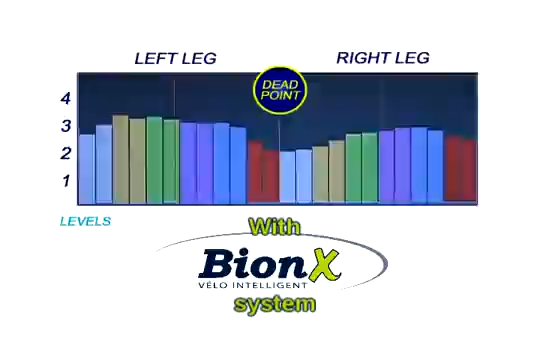 LEFT LEG
RIGHT LEG
DEAD
POINT
4
3
2
1
LEVELS
With
BionX
VÉLO INTELLIGENT
system